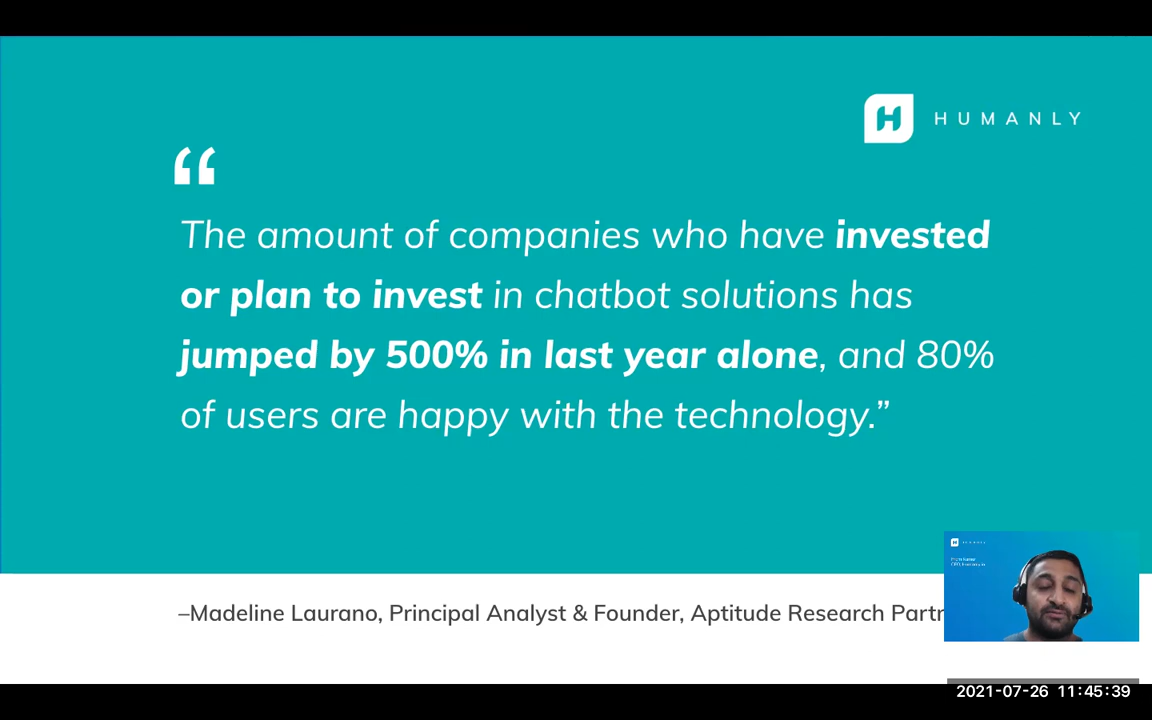 HUMANLY
“
The amount of companies who have invested
or plan to invest in chatbot solutions has
jumped by 500% in last year alone, and 80%
of users are happy with the technology.”
–Madeline Laurano, Principal Analyst & Founder, Aptitude Research
2021-07-26 11:45:39